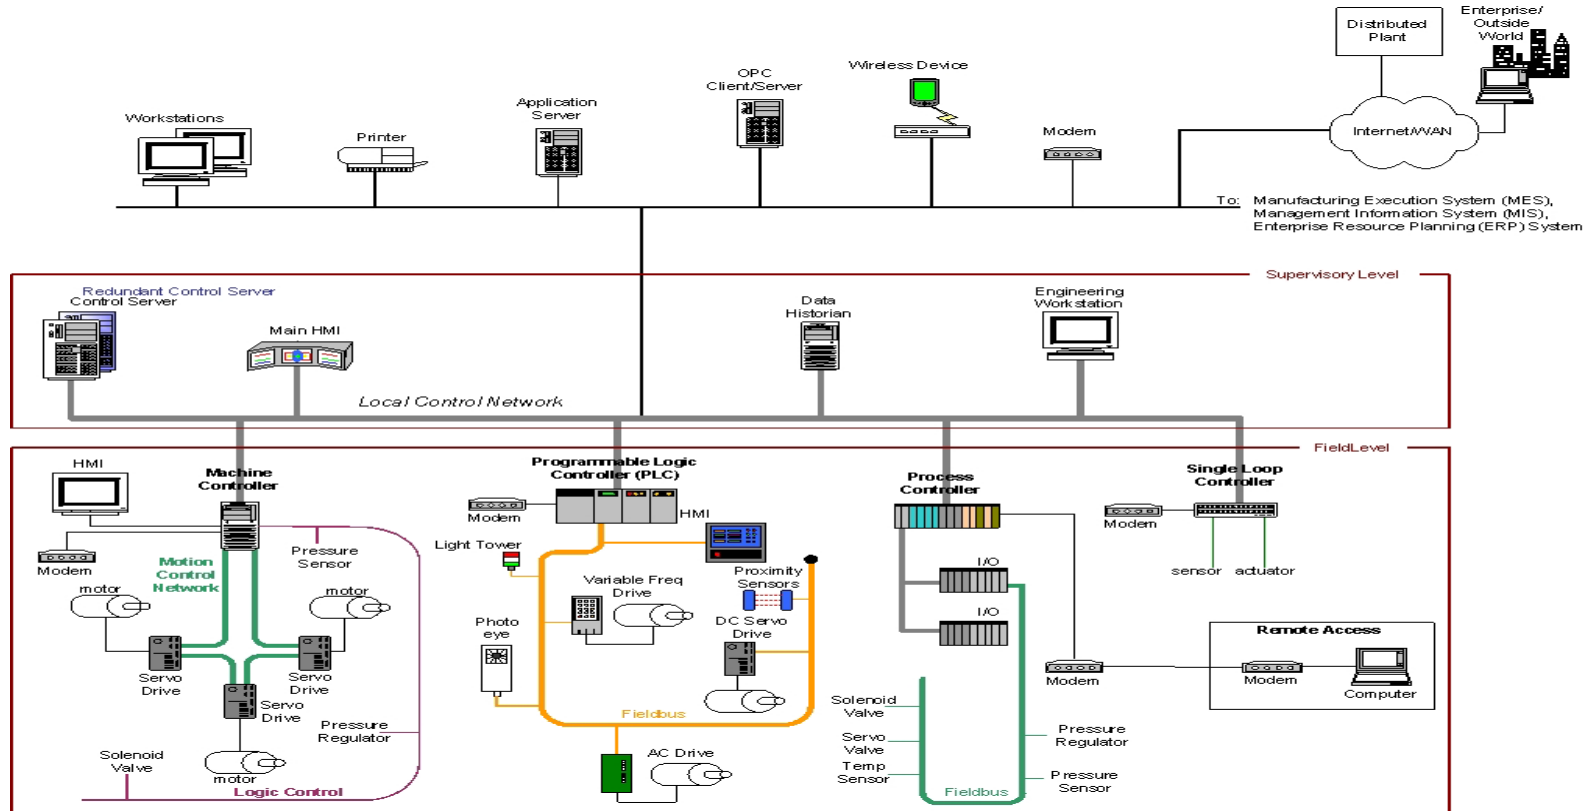 Enterprise/
Outside
World
Distributed
Plant
OPC
Client/Server
Wireless Device
Application
Server
Workstations
Printer
Modem
Internet/WAN
To: Manufacturing Execution System (MES),
Management Information System (MIS),
Enterprise Resource Planning (ERP) System
Supervisory Level
Redundant Control Server
Control Server
Main HMI
Data
Historian
Engineering
Workstation
Local Control Network
FieldLevel
HMI
Machine
Controller
Programmable Logic
Controller (PLC)
Process
Controller
Single Loop
Controller
Modem
HMI
Modem
Light Tower
Pressure
Sensor
Modem
Motion
Control
Network
motor
motor
Variable Freq
Drive
Proximity
Sensors
I/O
I/O
sensor
actuator
Photo
eye
DC Servo
Drive
Remote Access
Servo
Drive
Servo
Drive
Servo
Drive
Modem
Modem
Computer
Fieldbus
Solenoid
Valve
Pressure
Regulator
Servo
Valve
Pressure
Regulator
Solenoid
Valve
motor
AC Drive
Temp
Sensor
Pressure
Sensor
Logic Control
Fieldbus